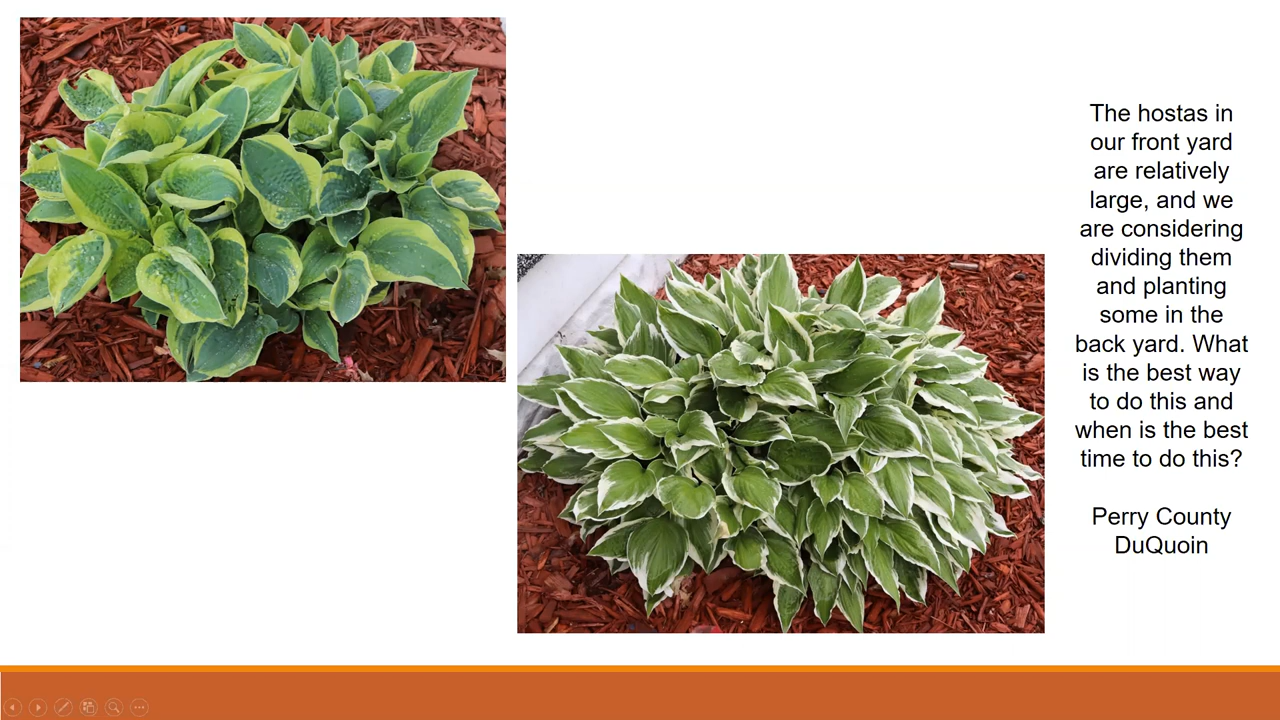 The hostas in
our front yard
are relatively
large, and we
are considering
dividing them
and planting
some in the
back yard. What
is the best way
to do this and
when is the best
time to do this?
Perry County
DuQuoin